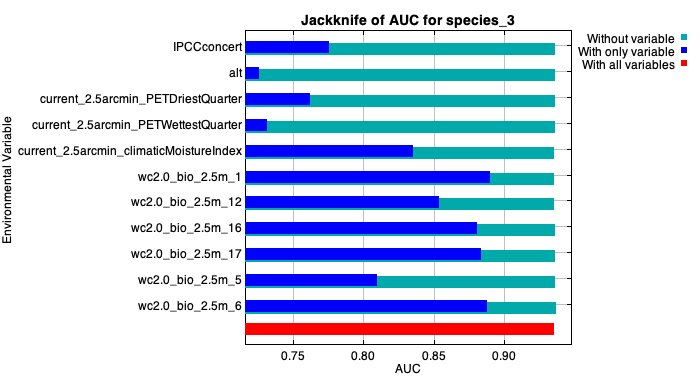 Jackknife of AUC for species_3
Without variable
With only variable
With all variables
Environmental Variable
IPCCconcert
alt
current_2.5arcmin_PETDriestQuarter
current_2.5arcmin_PETWettestQuarter
current_2.5arcmin_climaticMoistureIndex
wc2.0_bio_2.5m_1
wc2.0_bio_2.5m_12
wc2.0_bio_2.5m_16
wc2.0_bio_2.5m_17
wc2.0_bio_2.5m_5
wc2.0_bio_2.5m_6
0.75 0.80 0.85 0.90
AUC